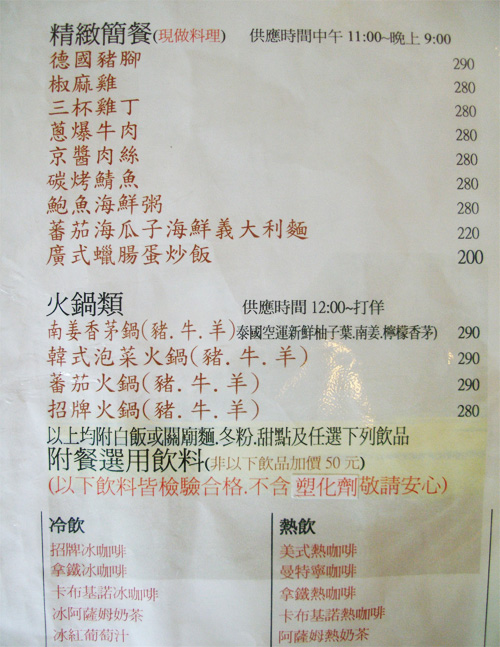 精緻簡餐(現做料理) 供應時間中午 11:00~晚上 9:00
德國豬腳 290
椒麻雞 280
三杯雞丁 280
蔥爆牛肉 280
京醬肉絲 280
碳烤鯖魚 280
鮑魚海鮮粥 280
蕃茄海瓜子海鮮義大利麵 220
廣式蠟腸蛋炒飯 200
火鍋類 供應時間 12:00~打佯
南姜香茅鍋(豬.牛.羊)泰國空運新鮮柚子葉.南姜.檸檬香茅) 290
韓式泡菜火鍋(豬.牛.羊) 290
蕃茄火鍋(豬.牛.羊) 290
招牌火鍋(豬.牛.羊) 280
以上均附白飯或關廟麵.冬粉.甜點及任選下列飲品
附餐選用飲料(非以下飲品加價 50 元)
(以下飲料皆檢驗合格.不含 塑化劑 敬請安心)
冷飲
招牌冰咖啡
拿鐵冰咖啡
卡布基諾冰咖啡
冰阿薩姆奶茶
冰紅葡萄汁
熱飲
美式熱咖啡
曼特寧咖啡
拿鐵熱咖啡
卡布基諾熱咖啡
阿薩姆熱奶茶